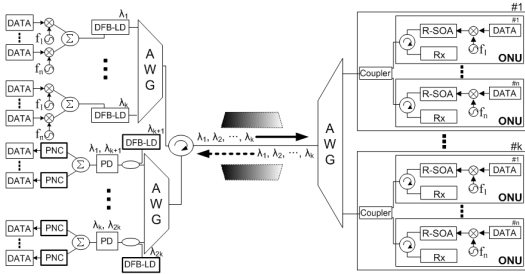 DATA
f1
Σ
DATA
fn
λ1
DFB-LD
DATA
f1
Σ
DATA
fn
λk
DFB-LD
A
W
G
DATA
PNC
Σ
DATA
PNC
λ1, λk+1
PD
λk+1
DFB-LD
DATA
PNC
Σ
DATA
PNC
λk, λ2k
PD
λ2k
DFB-LD
A
W
G
λ1, λ2, ···, λk
λ1, λ2, ···, λk
A
W
G
#1
Coupler
#1
R-SOA
DATA
Rx
f1
ONU
#n
R-SOA
DATA
Rx
fn
ONU
#k
Coupler
#1
R-SOA
DATA
Rx
f1
ONU
#n
R-SOA
DATA
Rx
fn
ONU